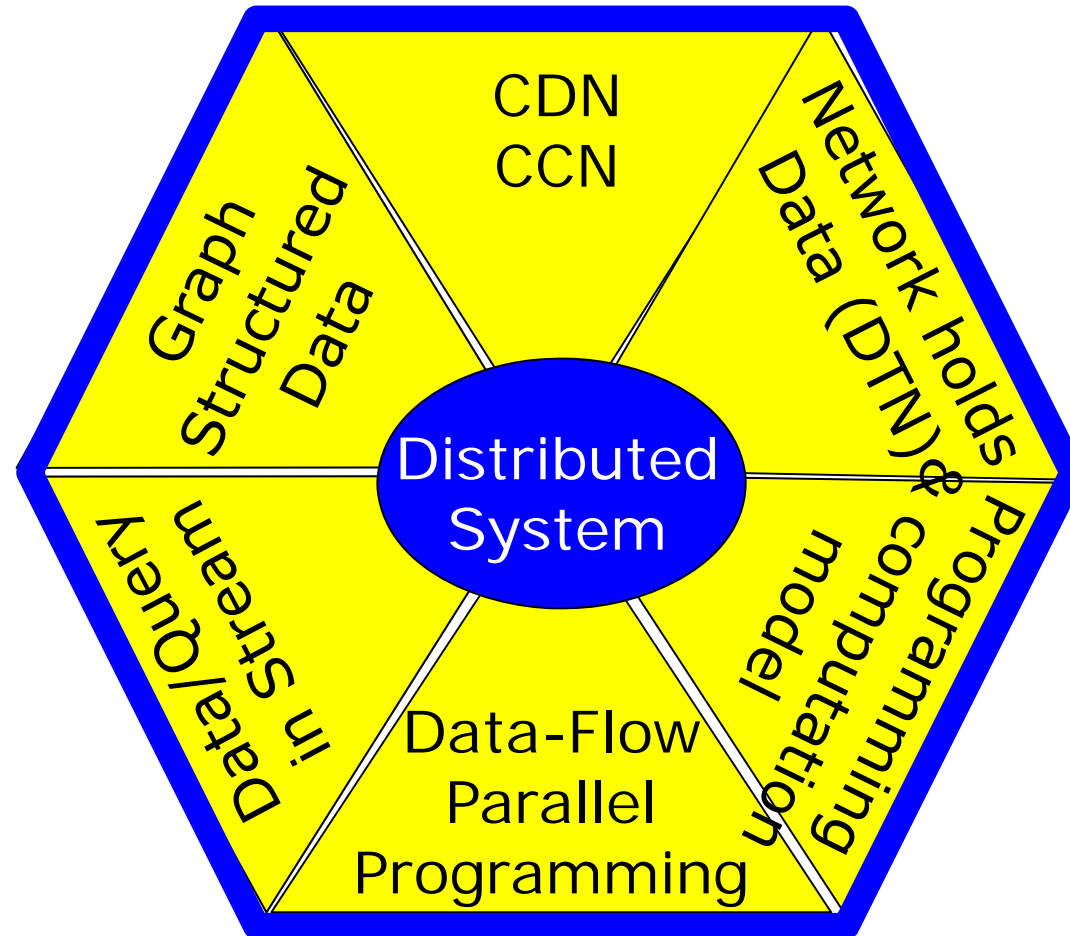 CDN
CCN
Network holds
Data (DTN)
Programming
& computation
model
Data-Flow
Parallel
Programming
Data/Query
in Stream
Graph
Structured
Data
Distributed
System